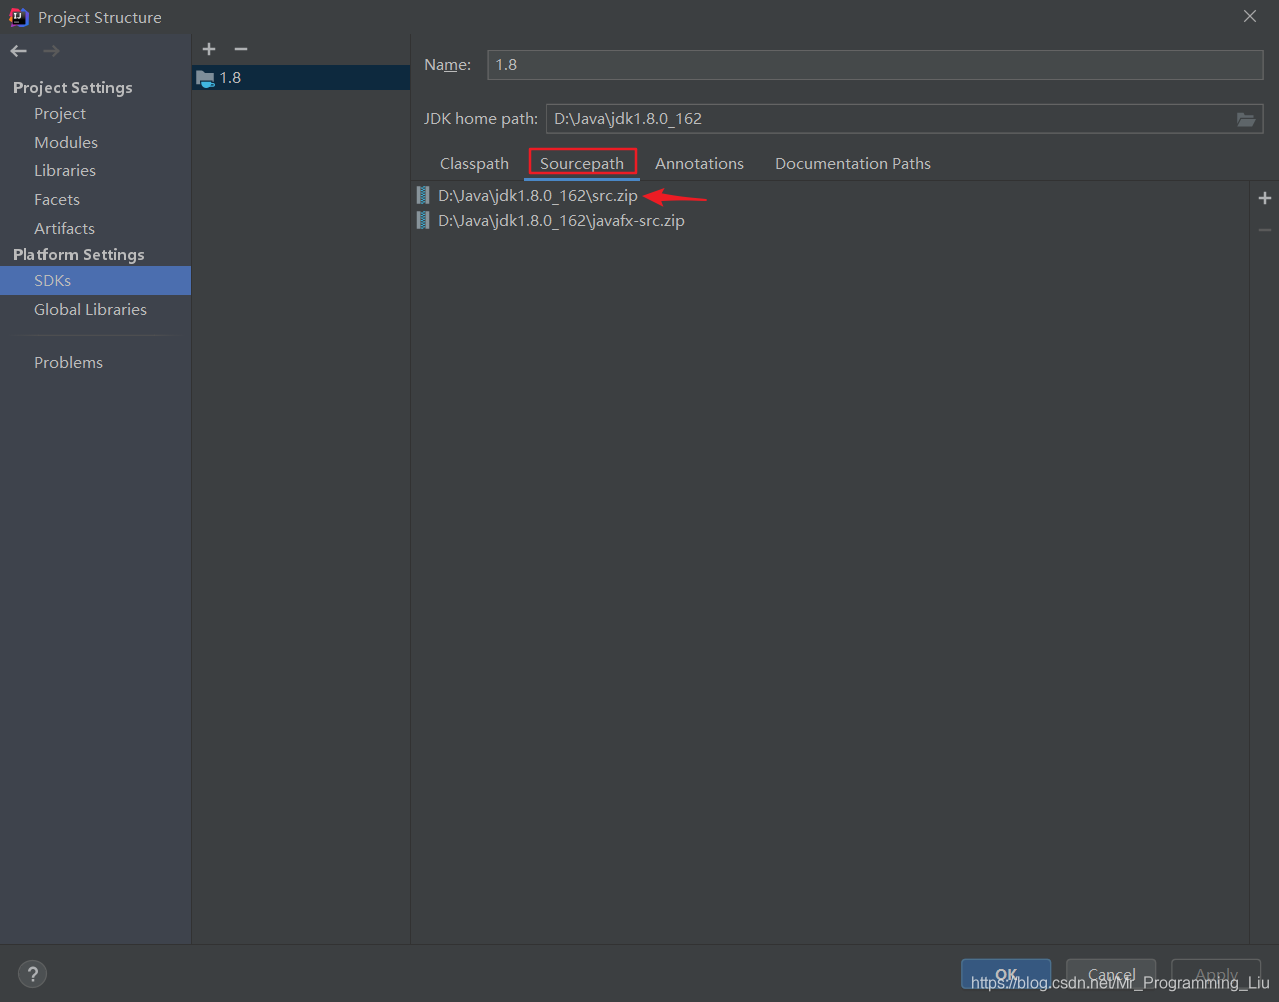 Project Structure
Project Settings
Project
Modules
Libraries
Facets
Artifacts
Platform Settings
SDKs
Global Libraries
Problems
1.8
Name: 1.8
JDK home path: D:\Java\jdk1.8.0_162
Classpath Sourcepath Annotations Documentation Paths
D:\Java\jdk1.8.0_162\src.zip
D:\Java\jdk1.8.0_162\javafx-src.zip
?
OK Cancel Apply
https://blog.csdn.net/Mr_Programming_Liu